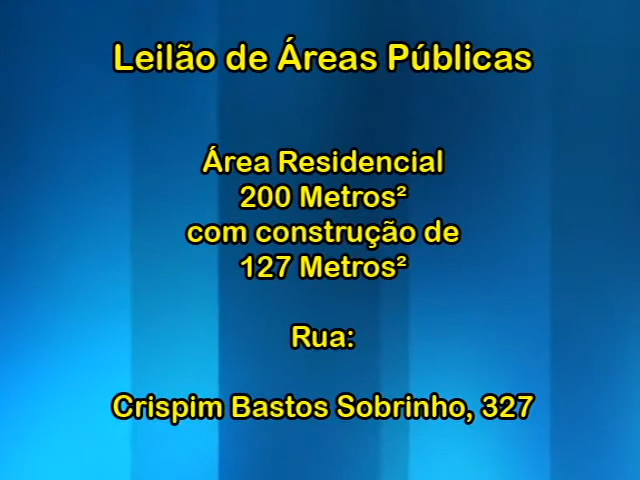 Leilão de Áreas Públicas
Área Residencial
200 Metros²
com construção de
127 Metros²
Rua:
Crispim Bastos Sobrinho, 327